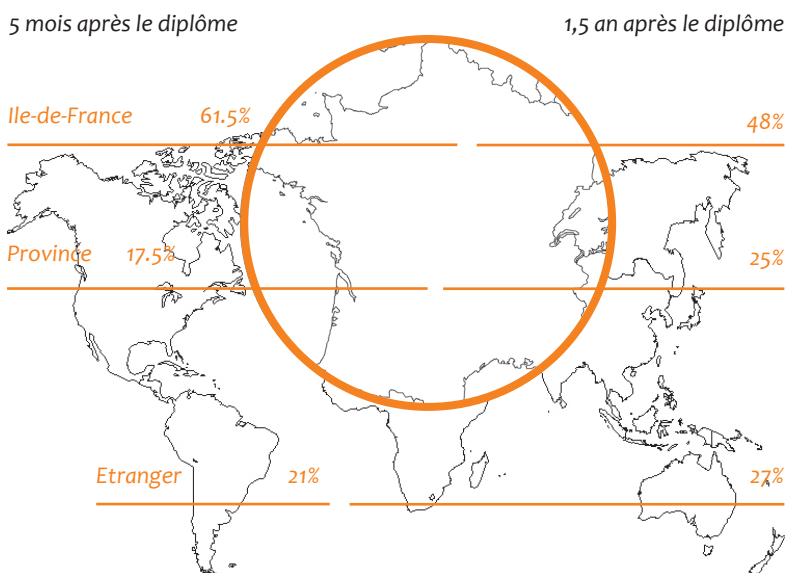 5 mois après le diplôme 1,5 an après le diplôme
Ile-de-France 61.5% 48%
Province 17.5% 25%
Etranger 21% 27%